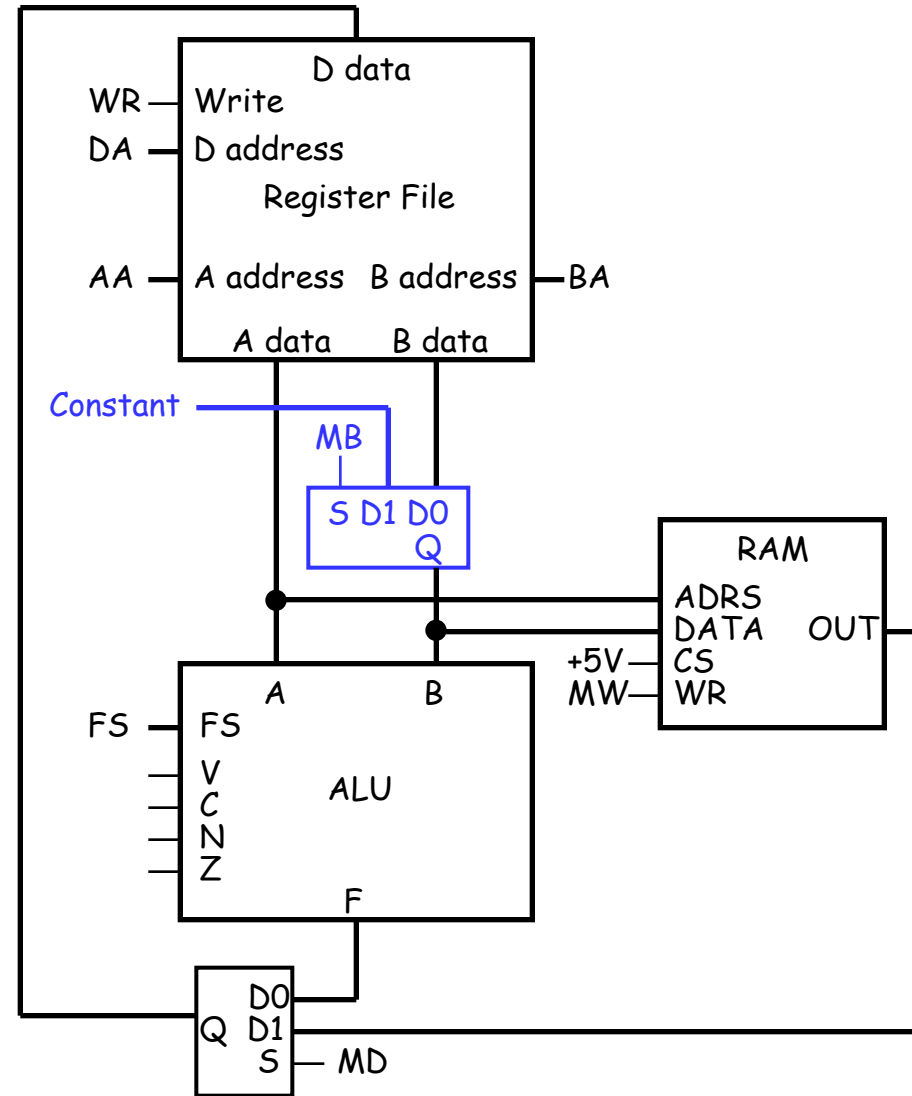 D data
WR Write
DA D address
Register File
AA A address B address BA
A data B data
Constant
MB
S D1 D0
Q
RAM
ADRS
DATA OUT
+5V CS
MW WR
A B
FS FS
V
ALU
C
N
Z
F
D0
Q D1
S MD